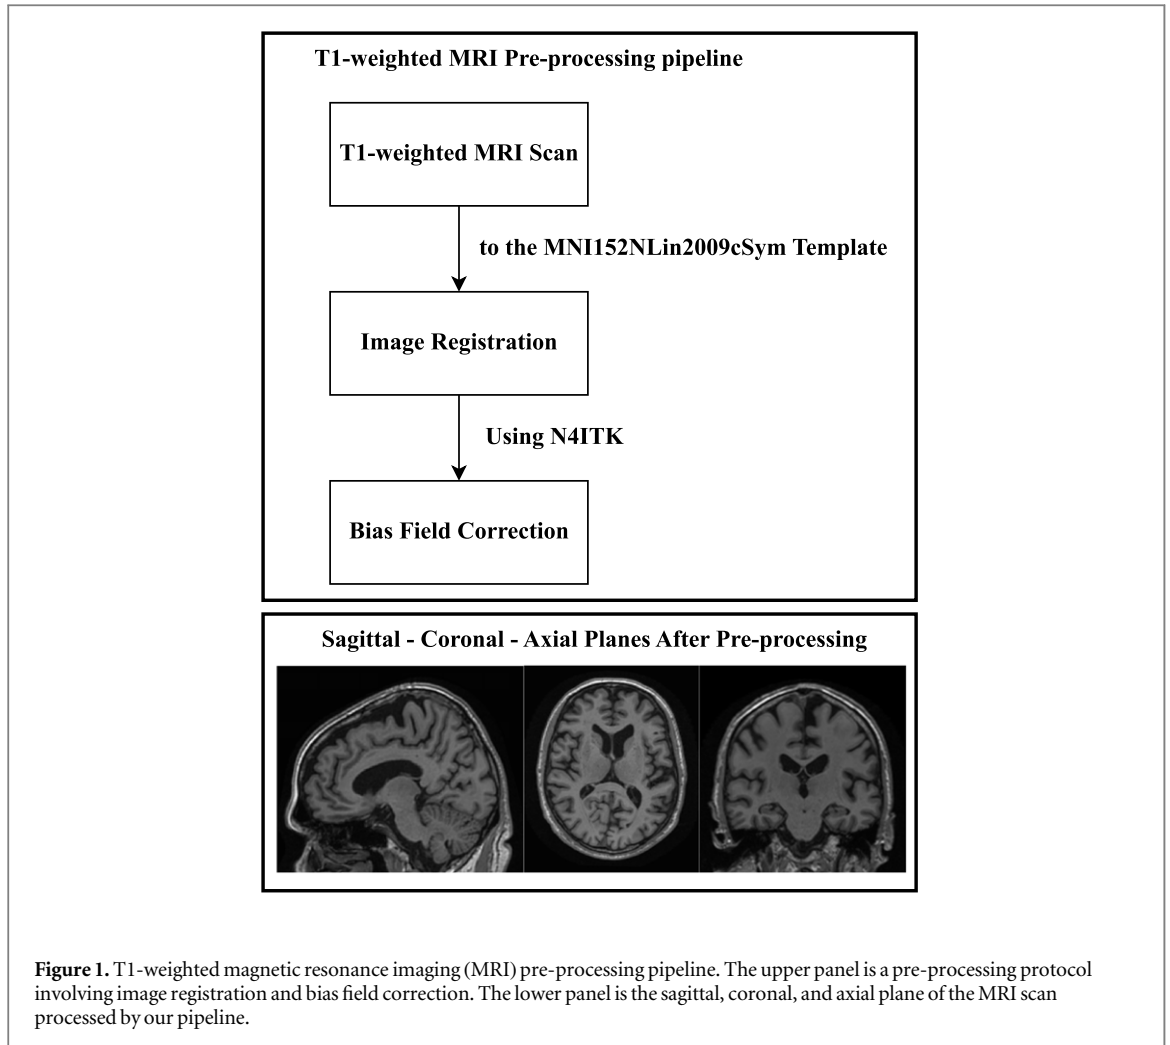 T1-weighted MRI Pre-processing pipeline
T1-weighted MRI Scan
to the MNI152NLin2009cSym Template
Image Registration
Using N4ITK
Bias Field Correction
Sagittal - Coronal - Axial Planes After Pre-processing
Figure 1. T1-weighted magnetic resonance imaging (MRI) pre-processing pipeline. The upper panel is a pre-processing protocol
involving image registration and bias field correction. The lower panel is the sagittal, coronal, and axial plane of the MRI scan
processed by our pipeline.